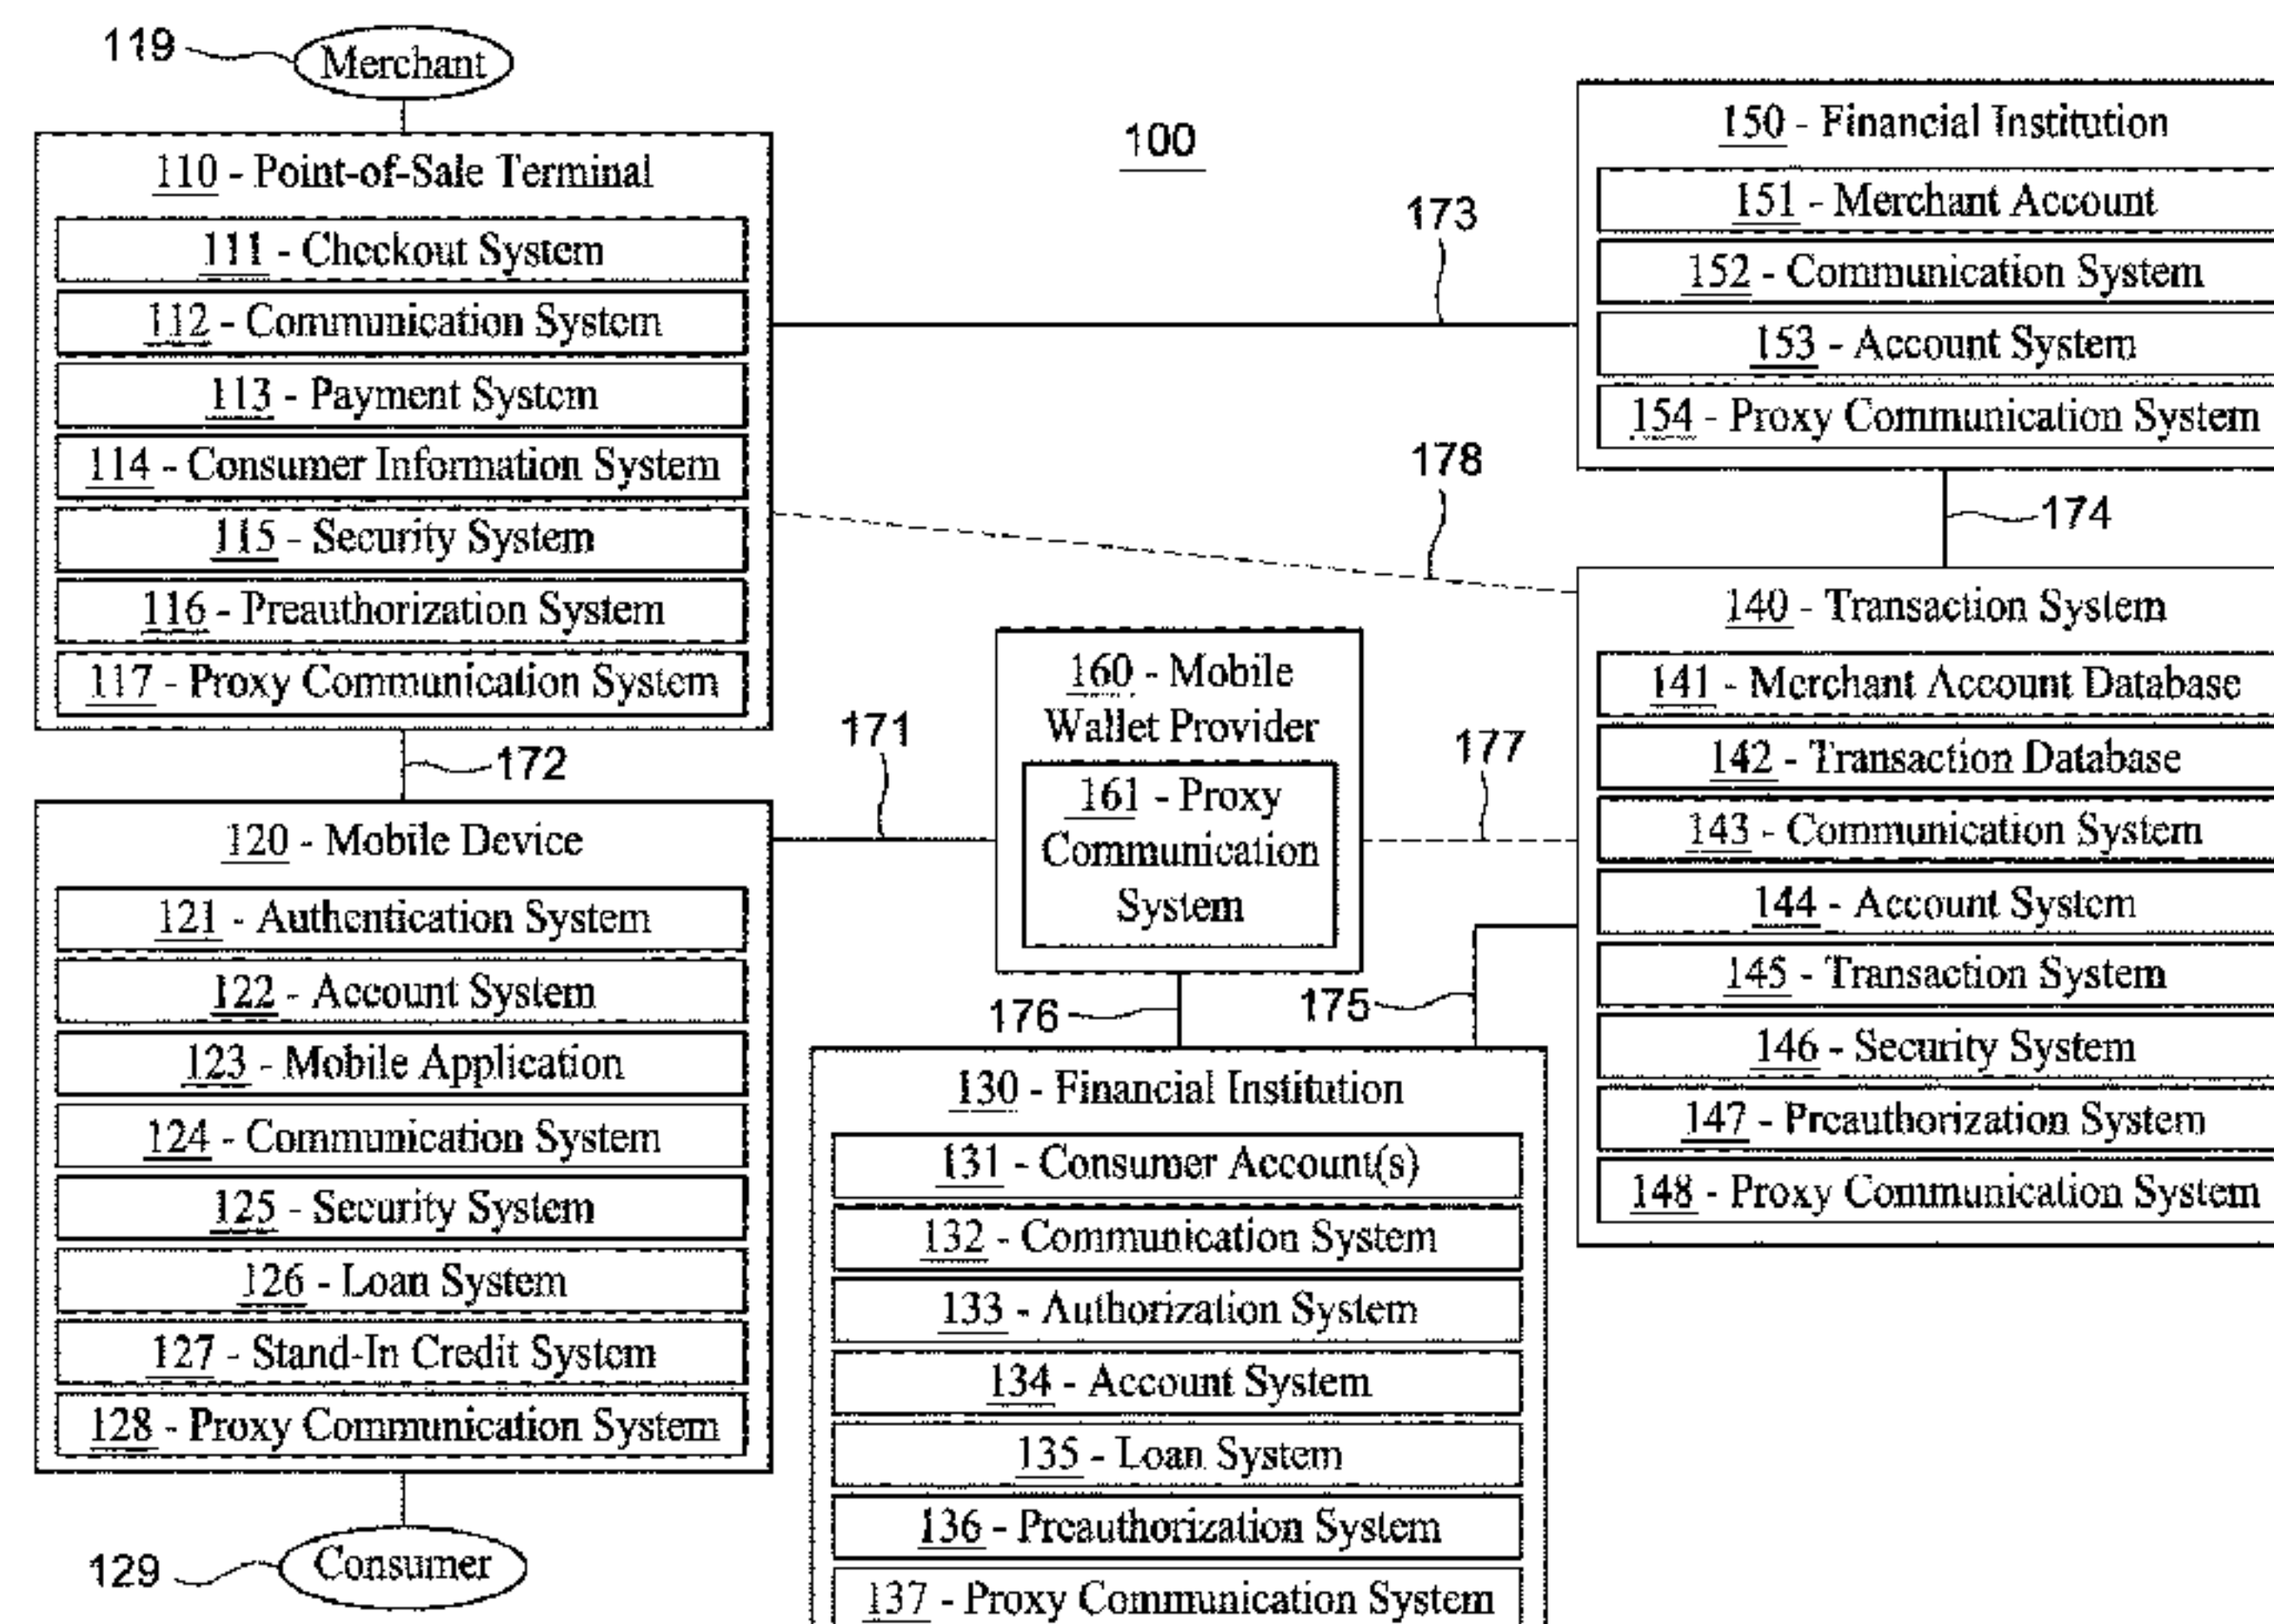 119
Merchant
110 - Point-of-Sale Terminal
111 - Checkout System
112 - Communication System
113 - Payment System
114 - Consumer Information System
115 - Security System
116 - Preauthorization System
117 - Proxy Communication System
172
120 - Mobile Device
121 - Authentication System
122 - Account System
123 - Mobile Application
124 - Communication System
125 - Security System
126 - Loan System
127 - Stand-In Credit System
128 - Proxy Communication System
129
Consumer
100
173
178
171
160 - Mobile
Wallet Provider
161 - Proxy
Communication
System
177
176
175
130 - Financial Institution
131 - Consumer Account(s)
132 - Communication System
133 - Authorization System
134 - Account System
135 - Loan System
136 - Preauthorization System
137 - Proxy Communication System
150 - Financial Institution
151 - Merchant Account
152 - Communication System
153 - Account System
154 - Proxy Communication System
174
140 - Transaction System
141 - Merchant Account Database
142 - Transaction Database
143 - Communication System
144 - Account System
145 - Transaction System
146 - Security System
147 - Preauthorization System
148 - Proxy Communication System